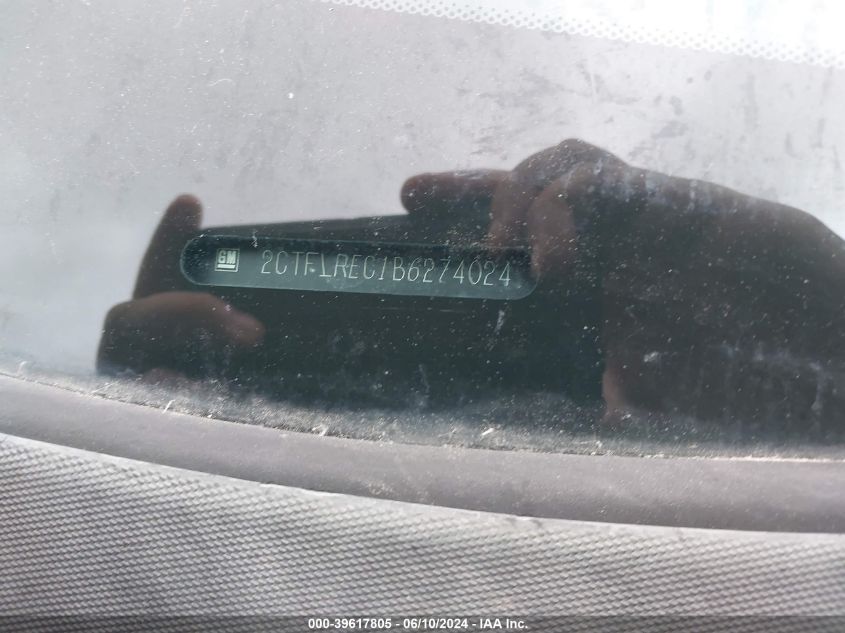 GM 2CTFLREC1B6274024
000-39617805 - 06/10/2024 - IAA Inc.